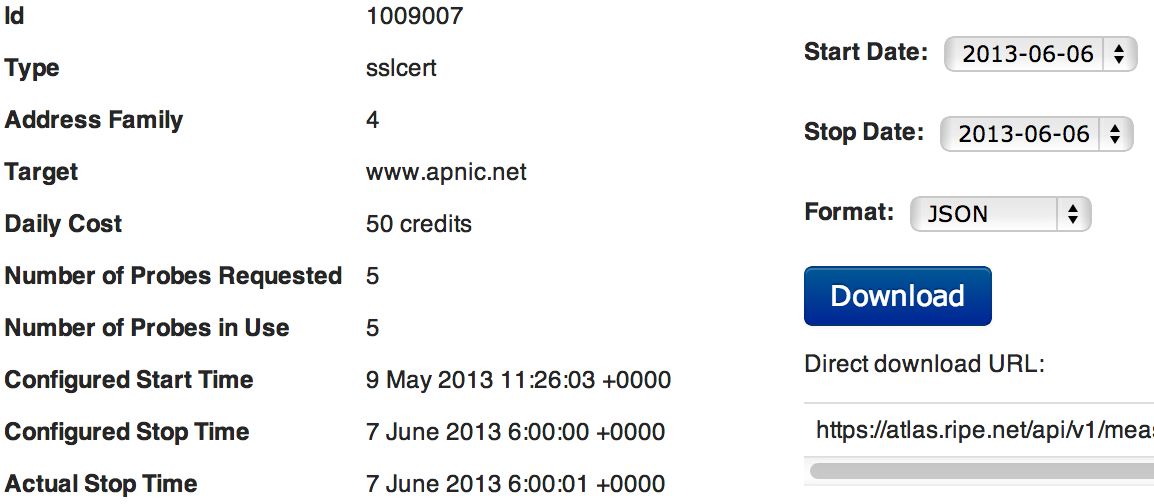 Id 1009007
Type sslcert
Address Family 4
Target www.apnic.net
Daily Cost 50 credits
Number of Probes Requested 5
Number of Probes in Use 5
Configured Start Time 9 May 2013 11:26:03 +0000
Configured Stop Time 7 June 2013 6:00:00 +0000
Actual Stop Time 7 June 2013 6:00:01 +0000
Start Date: 2013-06-06
Stop Date: 2013-06-06
Format: JSON
Download
Direct download URL:
https://atlas.ripe.net/api/v1/meas